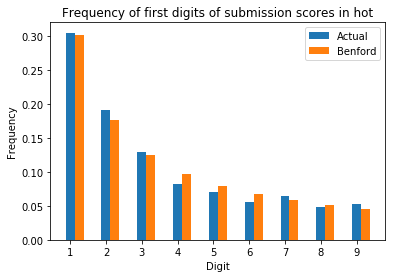 Frequency of first digits of submission scores in hot
Actual
Benford
Frequency
0.30
0.25
0.20
0.15
0.10
0.05
0.00
1 2 3 4 5 6 7 8 9
Digit